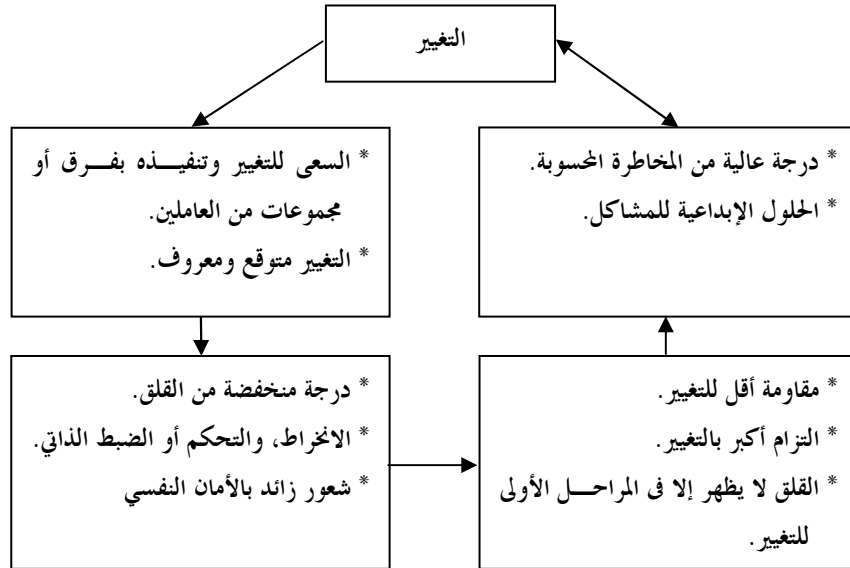 التغيير
* درجة عالية من المخاطرة المحسوبة.
* الحلول الإبداعية للمشاكل.
* السعى للتغيير وتنفيـــذه بفـــرق أو
مجموعات من العاملين.
* التغيير متوقع ومعروف.
* مقاومة أقل للتغيير.
* التزام أكبر بالتغيير.
* القلق لا يظهر إلا فى المراحـــل الأولى
للتغيير.
* درجة منخفضة من القلق.
* الانخراط، والتحكم أو الضبط الذاتي.
* شعور زائد بالأمان النفسي